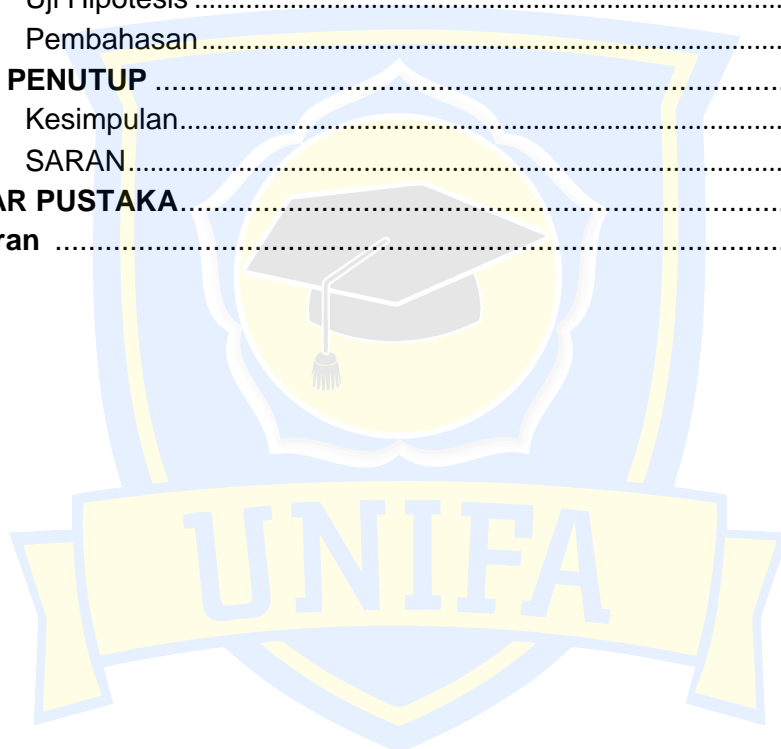 Uji Hipotesis ........................................................................
Pembahasan ........................................................................
PENUTUP ........................................................................
Kesimpulan ........................................................................
SARAN ........................................................................
AR PUSTAKA ........................................................................
ran ........................................................................
UNIFA